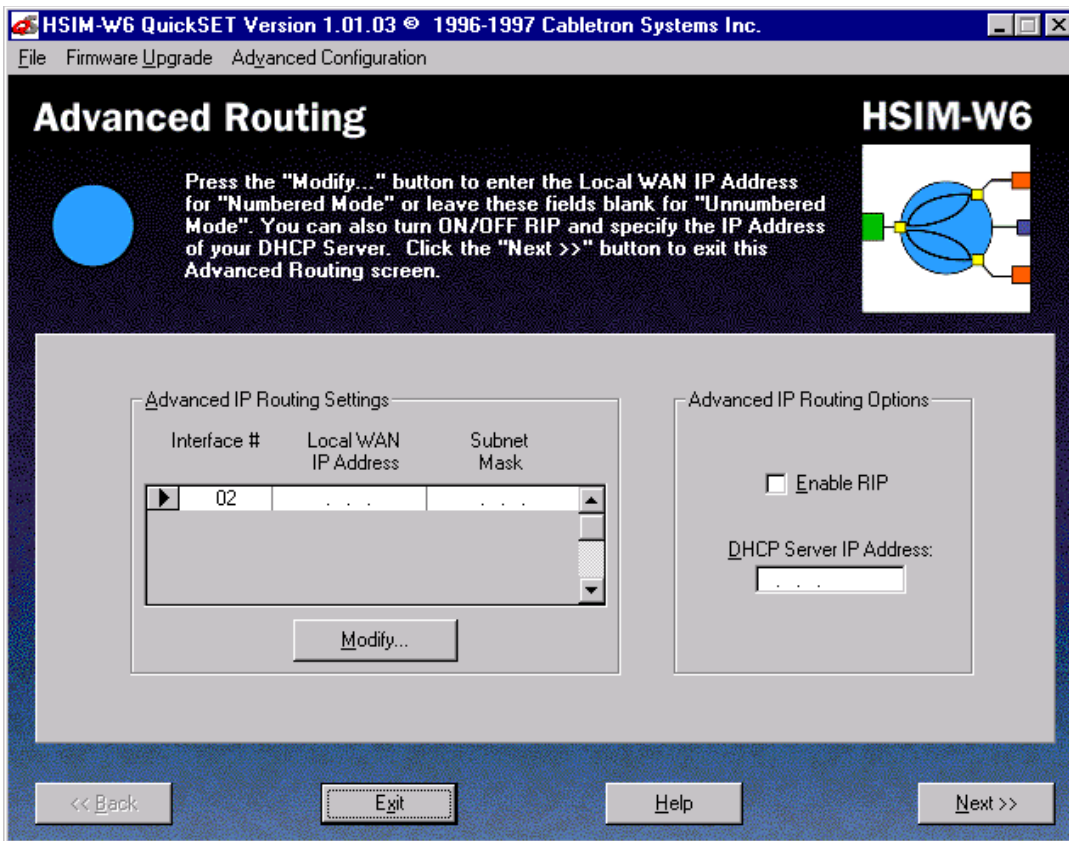 HSIM-W6 QuickSET Version 1.01.03 © 1996-1997 Cabletron Systems Inc.
File Firmware Upgrade Advanced Configuration
Advanced Routing
HSIM-W6
Press the "Modify..." button to enter the Local WAN IP Address
for "Numbered Mode" or leave these fields blank for "Unnumbered
Mode". You can also turn ON/OFF RIP and specify the IP Address
of your DHCP Server. Click the "Next >>" button to exit this
Advanced Routing screen.
Advanced IP Routing Settings
Interface # Local WAN IP Address Subnet Mask
02 . . . . . .
Modify...
Advanced IP Routing Options
Enable RIP
DHCP Server IP Address:
. . .
<< Back Exit Help Next >>